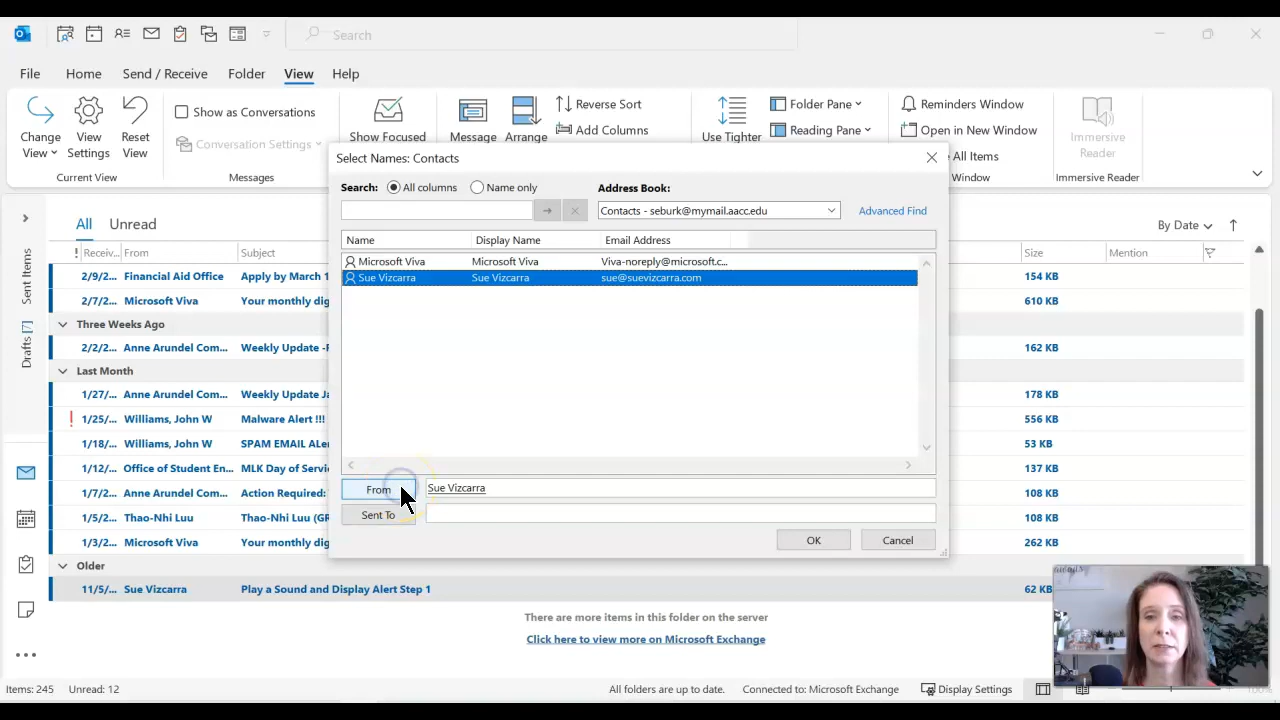 Search
File Home Send / Receive Folder View Help
Change View
View Settings
Reset View
Current View
Show as Conversations
Conversation Settings
Messages
Show Focused
Message
Arrange
Reverse Sort
Add Columns
Use Tighter
Folder Pane
Reading Pane
Reminders Window
Open in New Window
All Items
Window
Immersive Reader
Immersive Reader
Select Names: Contacts
Search: All columns Name only
Address Book:
Contacts - seburk@mymail.aacc.edu
Advanced Find
Name Display Name Email Address
Microsoft Viva Microsoft Viva Viva-noreply@microsoft.c...
Sue Vizcarra Sue Vizcarra sue@suevizcarra.com
From Sue Vizcarra
Sent To
OK Cancel
Sent Items
Drafts [7]
All Unread
By Date
! Receiv... From Subject Size Mention
2/9/2... Financial Aid Office Apply by March 1 154 KB
2/7/2... Microsoft Viva Your monthly dig 610 KB
Three Weeks Ago
2/2/2... Anne Arundel Com... Weekly Update -F 162 KB
Last Month
1/27/... Anne Arundel Com... Weekly Update Ja 178 KB
! 1/25/... Williams, John W Malware Alert !!! 556 KB
1/18/... Williams, John W SPAM EMAIL ALe 53 KB
1/12/... Office of Student En... MLK Day of Servi 137 KB
1/7/2... Anne Arundel Com... Action Required: 108 KB
1/5/2... Thao-Nhi Luu Thao-Nhi Luu (GR 108 KB
1/3/2... Microsoft Viva Your monthly dig 262 KB
Older
11/5/... Sue Vizcarra Play a Sound and Display Alert Step 1 62 KB
There are more items in this folder on the server
Click here to view more on Microsoft Exchange
Items: 245 Unread: 12 All folders are up to date. Connected to: Microsoft Exchange Display Settings 100%